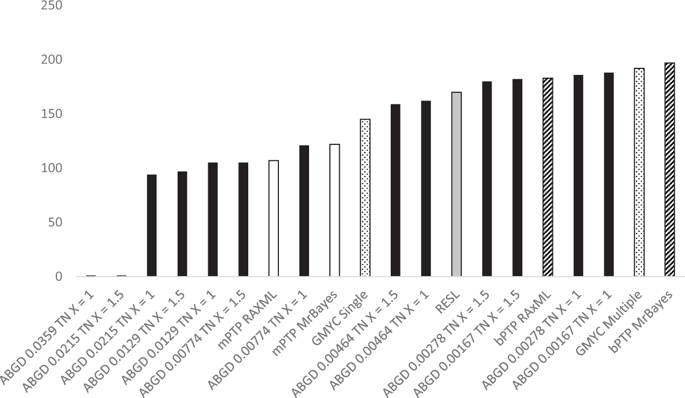 250
200
150
100
50
0
ABGD 0.0359 TN X = 1
ABGD 0.0215 TN X = 1.5
ABGD 0.0215 TN X = 1
ABGD 0.0129 TN X = 1.5
ABGD 0.0129 TN X = 1
ABGD 0.00774 TN X = 1.5
mPTP RAXML
ABGD 0.00774 TN X = 1
mPTP MrBayes
GMYC Single
ABGD 0.00464 TN X = 1.5
ABGD 0.00464 TN X = 1
RESL
ABGD 0.00278 TN X = 1.5
ABGD 0.00167 TN X = 1.5
bPTP RAxML
ABGD 0.00278 TN X = 1
ABGD 0.00167 TN X = 1
GMYC Multiple
bPTP MrBayes